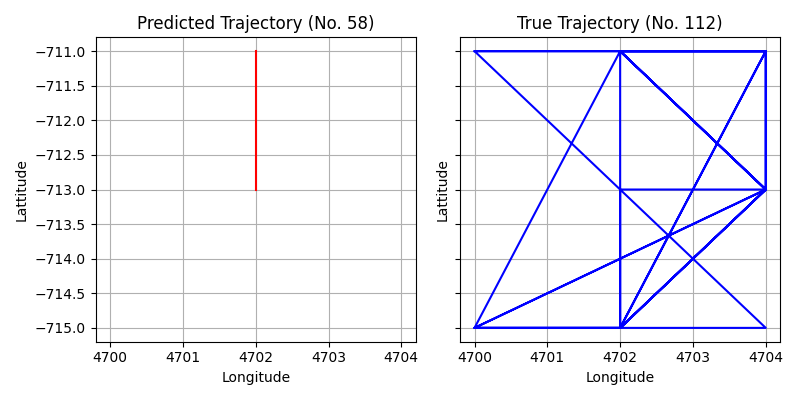 Predicted Trajectory (No. 58)
True Trajectory (No. 112)
−711.0
−711.5
−712.0
−712.5
−713.0
−713.5
−714.0
−714.5
−715.0
Lattitude
Lattitude
4700 4701 4702 4703 4704
4700 4701 4702 4703 4704
Longitude
Longitude